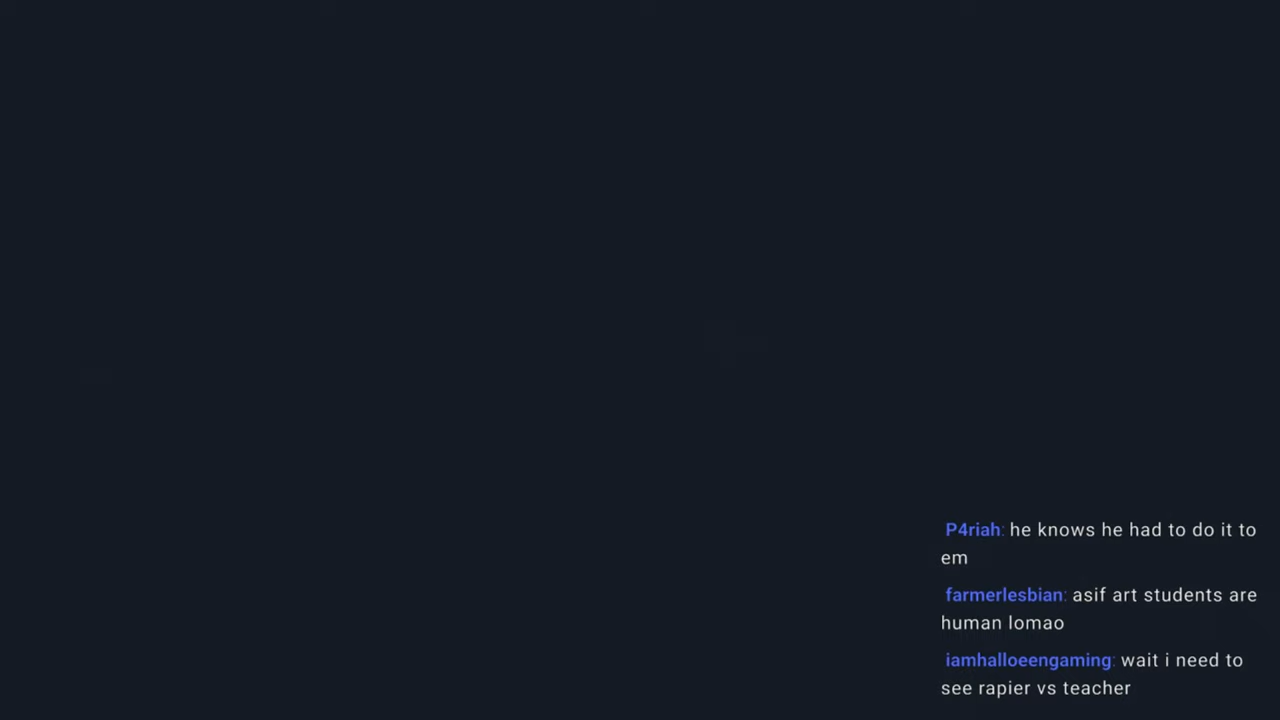 P4riah: he knows he had to do it to
em
farmerlesbian: asif art students are
human lomao
iamhalloeengaming: wait i need to
see rapier vs teacher